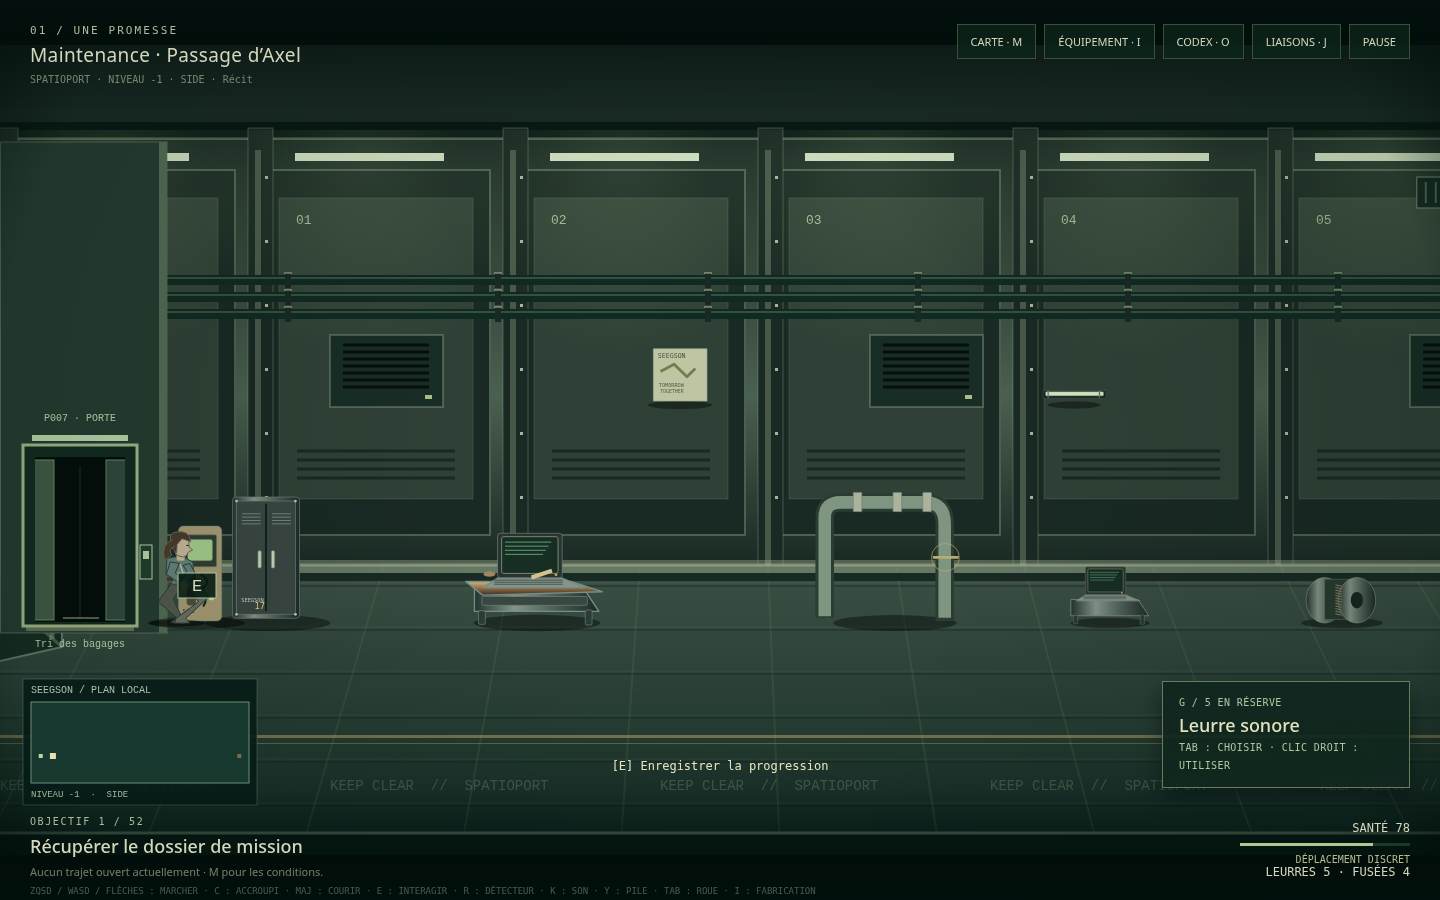 01 / UNE PROMESSE
Maintenance · Passage d’Axel
SPATIOPORT · NIVEAU -1 · SIDE · Récit
CARTE · M
ÉQUIPEMENT · I
CODEX · O
LIAISONS · J
PAUSE
01
02
03
04
05
SEEGSON
TOMORROW
TOGETHER
P007 · PORTE
E
SEEGSON
17
Tri des bagages
SEEGSON / PLAN LOCAL
NIVEAU -1 · SIDE
G / 5 EN RÉSERVE
Leurre sonore
TAB : CHOISIR · CLIC DROIT :
UTILISER
[E] Enregistrer la progression
KEEP CLEAR // SPATIOPORT
KEEP CLEAR // SPATIOPORT
KEEP CLEAR //
OBJECTIF 1 / 52
Récupérer le dossier de mission
Aucun trajet ouvert actuellement · M pour les conditions.
ZQSD / WASD / FLÈCHES : MARCHER · C : ACCROUPI · MAJ : COURIR · E : INTERAGIR · R : DÉTECTEUR · K : SON · Y : PILE · TAB : ROUE · I : FABRICATION
SANTÉ 78
DÉPLACEMENT DISCRET
LEURRES 5 · FUSÉES 4